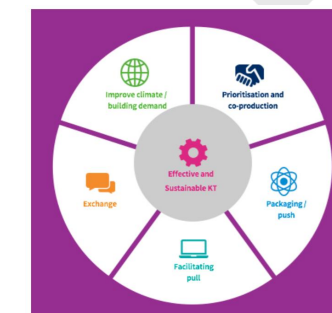 Improve climate /
building demand
Prioritisation and
co-production
Effective and
Sustainable KT
Exchange
Packaging /
push
Facilitating
pull